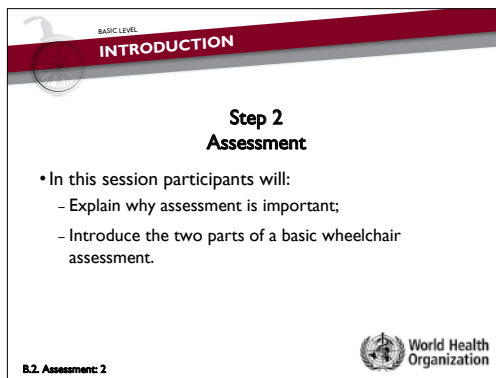 BASIC LEVEL
INTRODUCTION
Step 2
Assessment
• In this session participants will:
– Explain why assessment is important;
– Introduce the two parts of a basic wheelchair
assessment.
World Health
Organization
B.2. Assessment: 2